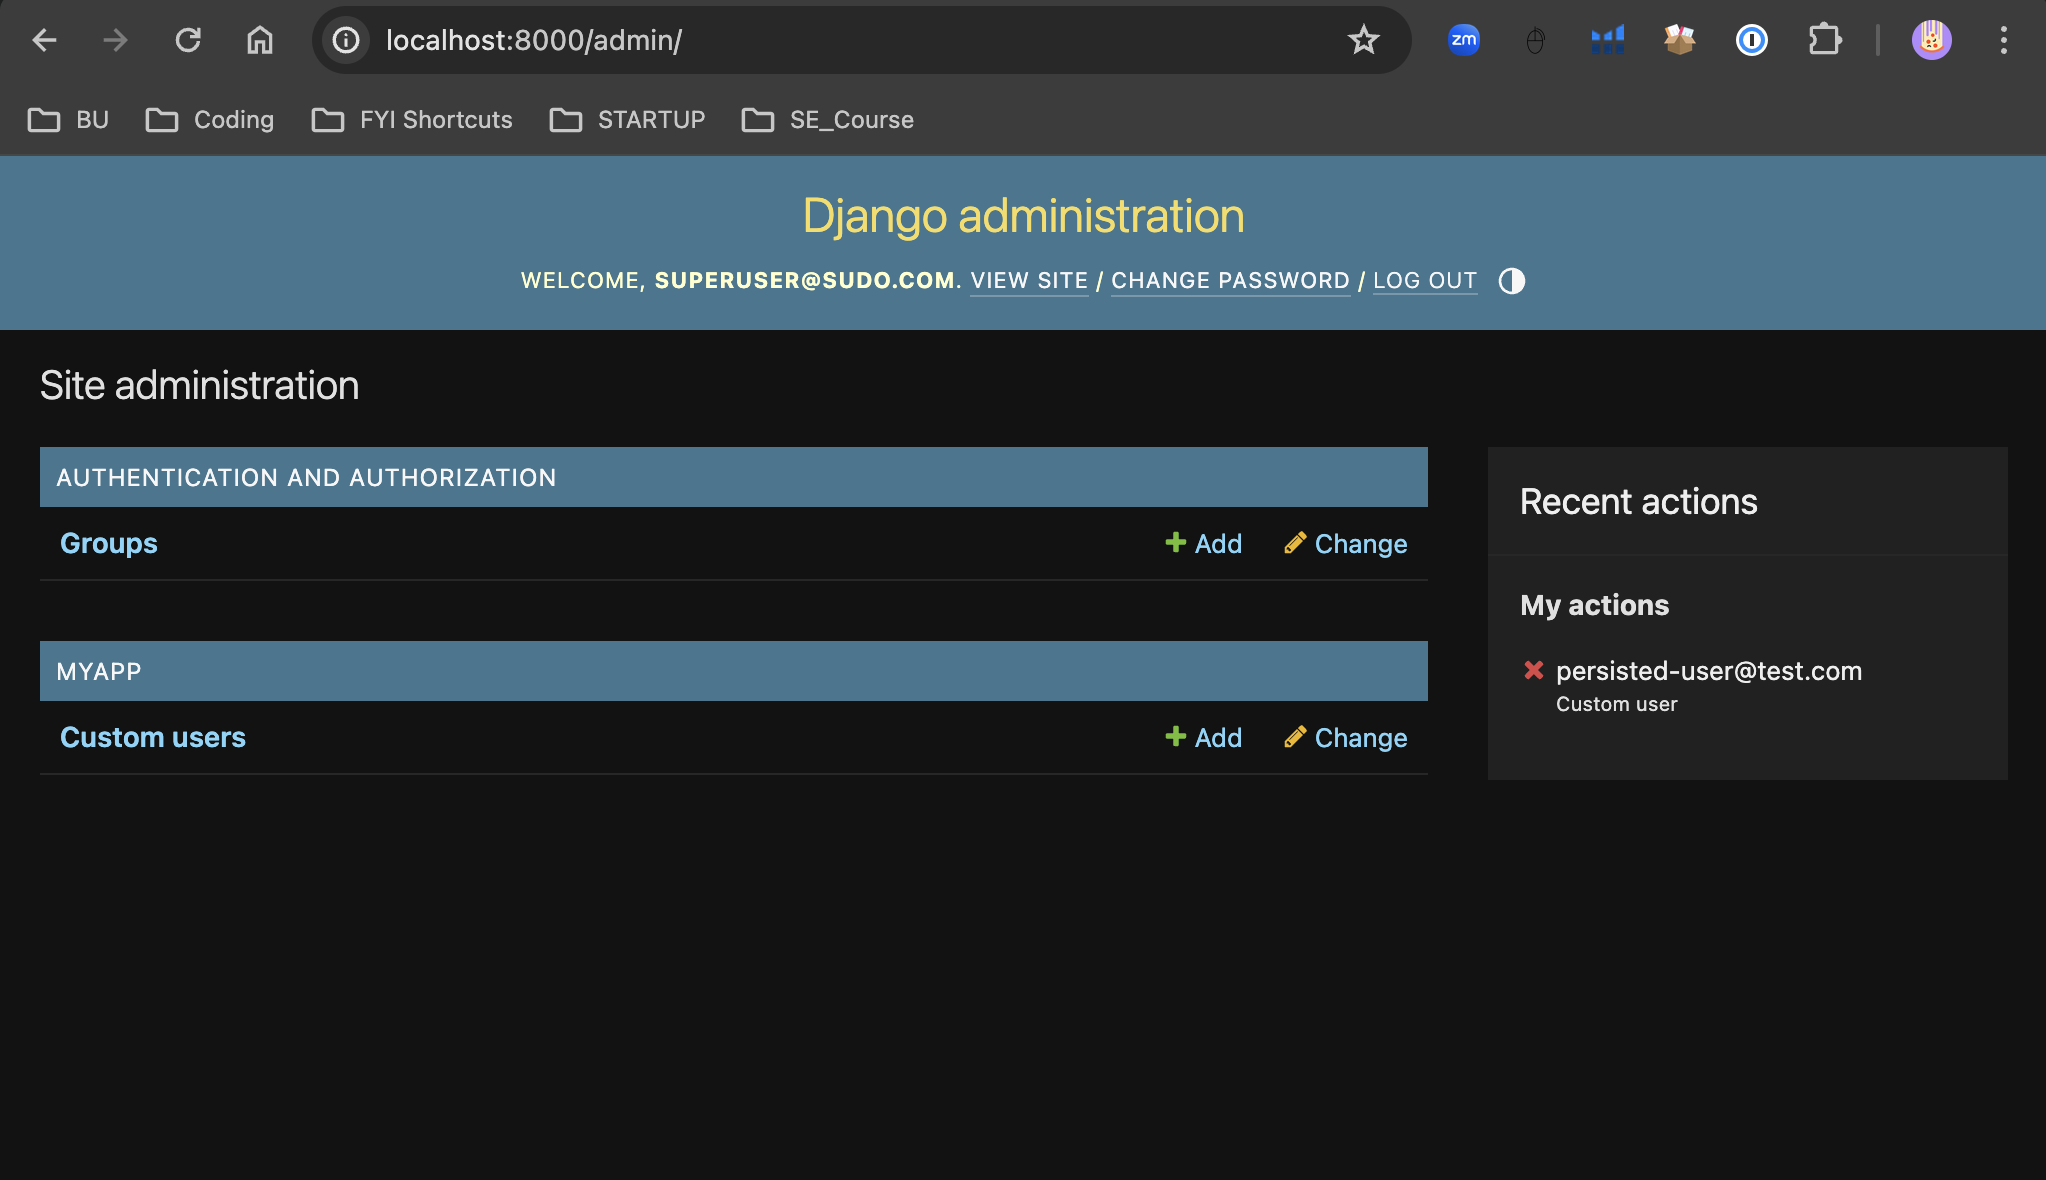 localhost:8000/admin/
zm
BU Coding FYI Shortcuts STARTUP SE_Course
Django administration
WELCOME, SUPERUSER@SUDO.COM. VIEW SITE / CHANGE PASSWORD / LOG OUT
Site administration
AUTHENTICATION AND AUTHORIZATION
Groups Add Change
MYAPP
Custom users Add Change
Recent actions
My actions
persisted-user@test.com
Custom user